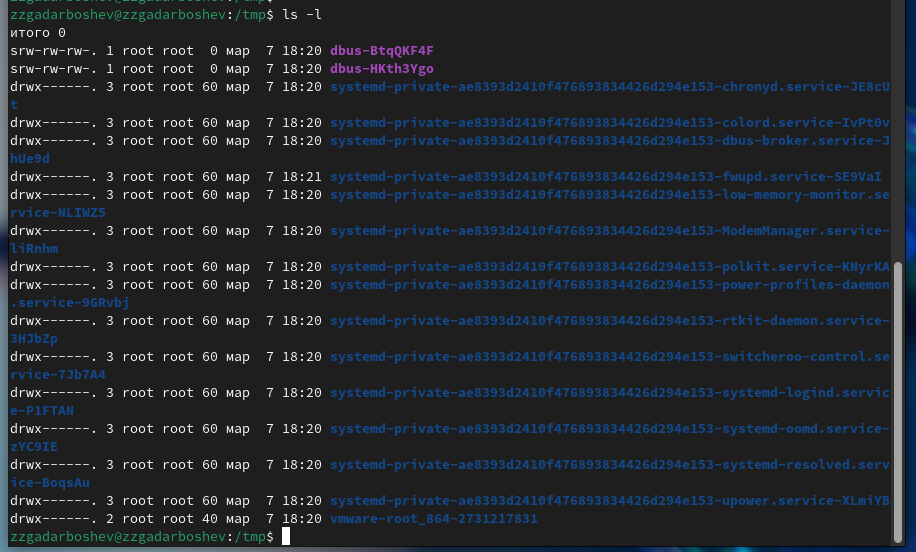 zzgadarboshev@zzgadarboshev:/tmp$ ls -l
итого 0
srw-rw-rw-. 1 root root  0 мар  7 18:20 dbus-BtqQKF4F
srw-rw-rw-. 1 root root  0 мар  7 18:20 dbus-HKth3Ygo
drwx------. 3 root root 60 мар  7 18:20 systemd-private-ae8393d2410f476893834426d294e153-chronyd.service-JE8cU
t
drwx------. 3 root root 60 мар  7 18:20 systemd-private-ae8393d2410f476893834426d294e153-colord.service-IvPt0v
drwx------. 3 root root 60 мар  7 18:20 systemd-private-ae8393d2410f476893834426d294e153-dbus-broker.service-J
hUe9d
drwx------. 3 root root 60 мар  7 18:21 systemd-private-ae8393d2410f476893834426d294e153-fwupd.service-SE9VaI
drwx------. 3 root root 60 мар  7 18:20 systemd-private-ae8393d2410f476893834426d294e153-low-memory-monitor.se
rvice-NLIWZ5
drwx------. 3 root root 60 мар  7 18:20 systemd-private-ae8393d2410f476893834426d294e153-ModemManager.service-
liRnhm
drwx------. 3 root root 60 мар  7 18:20 systemd-private-ae8393d2410f476893834426d294e153-polkit.service-KNyrKA
drwx------. 3 root root 60 мар  7 18:20 systemd-private-ae8393d2410f476893834426d294e153-power-profiles-daemon
.service-9GRvbj
drwx------. 3 root root 60 мар  7 18:20 systemd-private-ae8393d2410f476893834426d294e153-rtkit-daemon.service-
3HJbZp
drwx------. 3 root root 60 мар  7 18:20 systemd-private-ae8393d2410f476893834426d294e153-switcheroo-control.se
rvice-7Jb7A4
drwx------. 3 root root 60 мар  7 18:20 systemd-private-ae8393d2410f476893834426d294e153-systemd-logind.servic
e-P1FTAN
drwx------. 3 root root 60 мар  7 18:20 systemd-private-ae8393d2410f476893834426d294e153-systemd-oomd.service-
zYC9IE
drwx------. 3 root root 60 мар  7 18:20 systemd-private-ae8393d2410f476893834426d294e153-systemd-resolved.serv
ice-BoqsAu
drwx------. 3 root root 60 мар  7 18:20 systemd-private-ae8393d2410f476893834426d294e153-upower.service-XLmiYB
drwx------. 2 root root 40 мар  7 18:20 vmware-root_864-2731217831
zzgadarboshev@zzgadarboshev:/tmp$